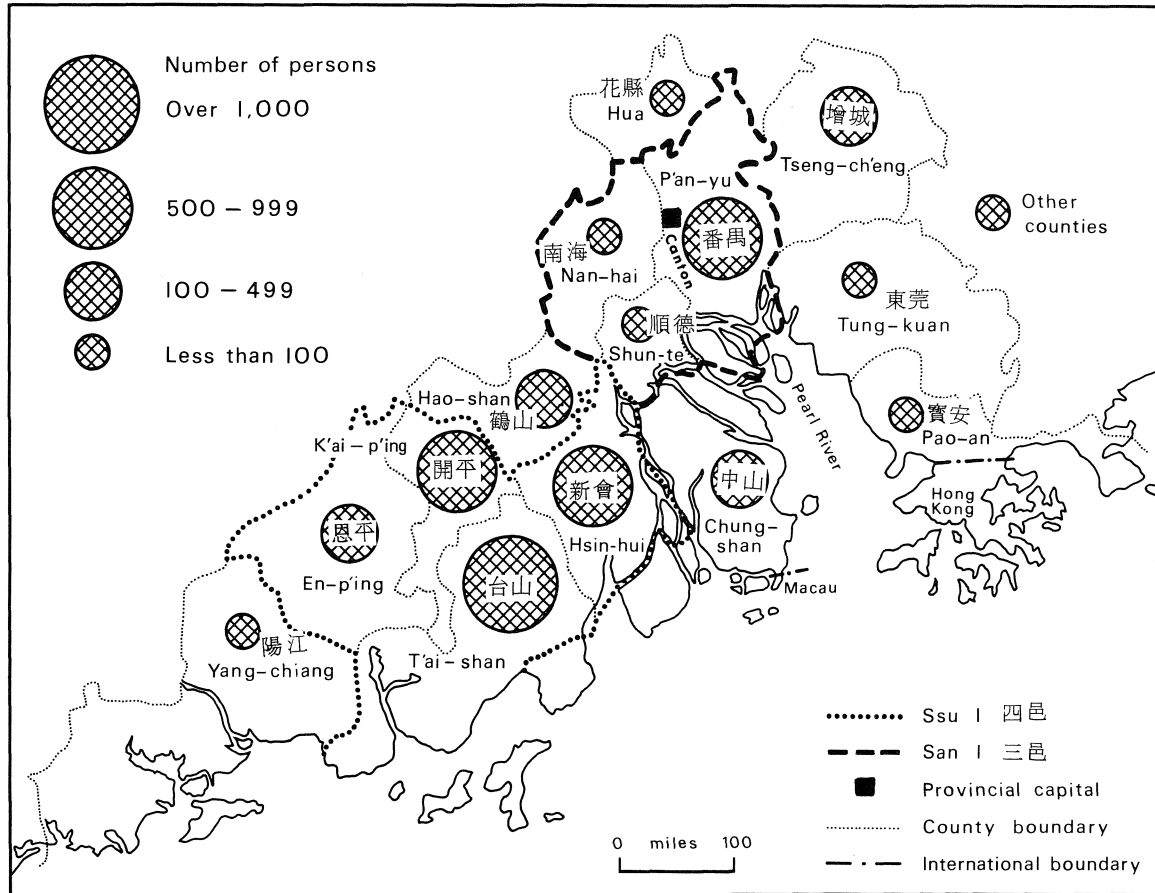 Number of persons
Over 1,000
500 – 999
100 – 499
Less than 100
花縣
Hua
增城
Tseng-ch'eng
P'an-yu
番禺
Canton
Other
counties
南海
Nan-hai
東莞
Tung-kuan
順德
Shun-te
Pearl River
Hao-shan
鶴山
寶安
Pao-an
K'ai-p'ing
開平
新會
Hsin-hui
中山
Chung-
shan
Hong
Kong
Macau
恩平
En-p'ing
台山
T'ai-shan
陽江
Yang-chiang
Ssu I 四邑
San I 三邑
Provincial capital
County boundary
International boundary
0 miles 100